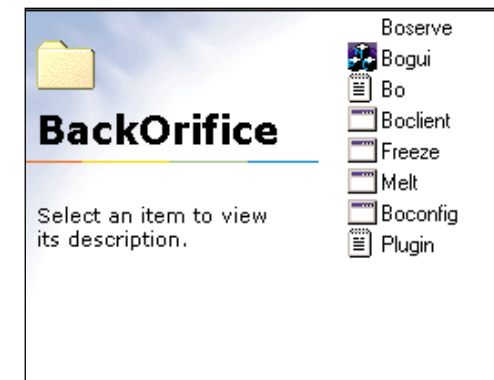 BackOrifice
Select an item to view
its description.
Boserve
Bogui
Bo
Boclient
Freeze
Melt
Boconfig
Plugin